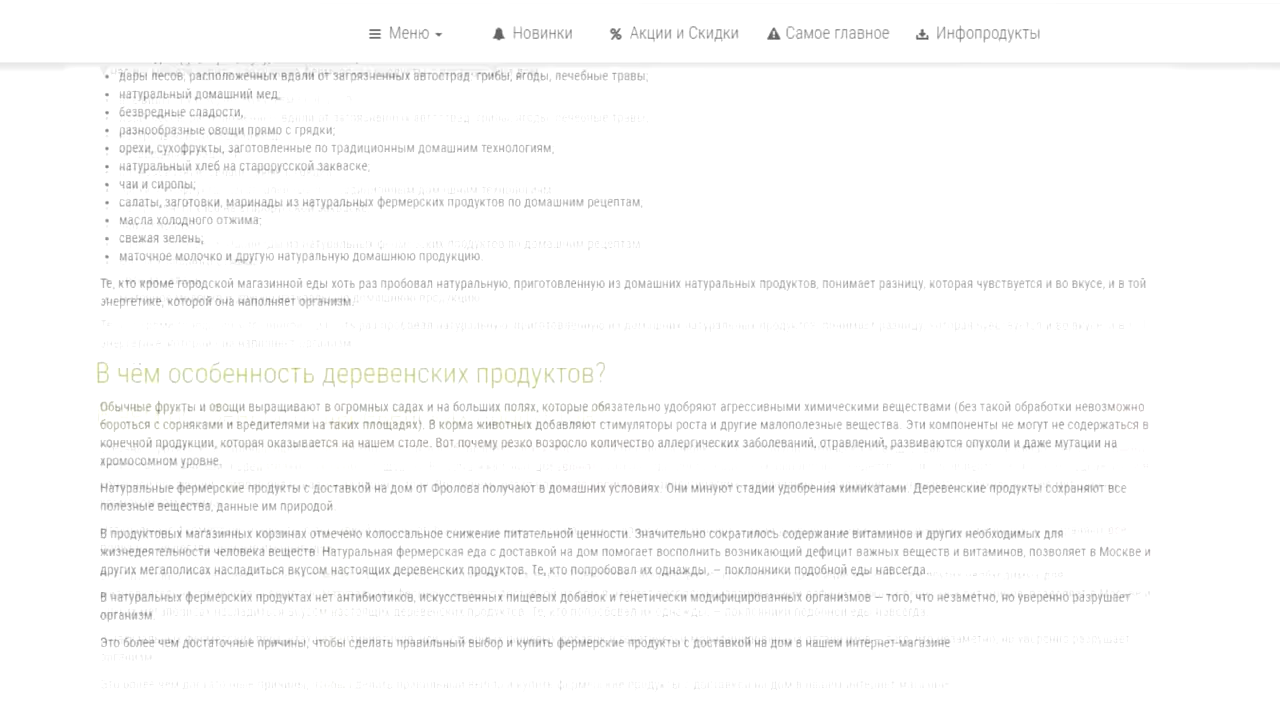 Меню
Новинки
Акции и Скидки
Самое главное
Инфопродукты
дары лесов, расположенных вдали от загрязненных автострад: грибы, ягоды, лечебные травы;
натуральный домашний мед;
безвредные сладости;
разнообразные овощи прямо с грядки;
орехи, сухофрукты, заготовленные по традиционным домашним технологиям;
натуральный хлеб на старорусской закваске;
чаи и сиропы;
салаты, заготовки, маринады из натуральных фермерских продуктов по домашним рецептам;
масла холодного отжима;
свежая зелень;
маточное молочко и другую натуральную домашнюю продукцию.
Те, кто кроме городской магазинной еды хоть раз пробовал натуральную, приготовленную из домашних натуральных продуктов, понимает разницу, которая чувствуется и во вкусе, и в той
энергетике, которой она наполняет организм.
В чём особенность деревенских продуктов?
Обычные фрукты и овощи выращивают в огромных садах и на больших полях, которые обязательно удобряют агрессивными химическими веществами (без такой обработки невозможно
бороться с сорняками и вредителями на таких площадях). В корма животных добавляют стимуляторы роста и другие малополезные вещества. Эти компоненты не могут не содержаться в
конечной продукции, которая оказывается на нашем столе. Вот почему резко возросло количество аллергических заболеваний, отравлений, развиваются опухоли и даже мутации на
хромосомном уровне.
Натуральные фермерские продукты с доставкой на дом от Фролова получают в домашних условиях. Они минуют стадии удобрения химикатами. Деревенские продукты сохраняют все
полезные вещества, данные им природой.
В продуктовых магазинных корзинах отмечено колоссальное снижение питательной ценности. Значительно сократилось содержание витаминов и других необходимых для
жизнедеятельности человека веществ. Натуральная фермерская еда с доставкой на дом помогает восполнить возникающий дефицит важных веществ и витаминов, позволяет в Москве и
других мегаполисах насладиться вкусом настоящих деревенских продуктов. Те, кто попробовал их однажды, – поклонники подобной еды навсегда.
В натуральных фермерских продуктах нет антибиотиков, искусственных пищевых добавок и генетически модифицированных организмов – того, что незаметно, но уверенно разрушает
организм.
Это более чем достаточные причины, чтобы сделать правильный выбор и купить фермерские продукты с доставкой на дом в нашем интернет-магазине.